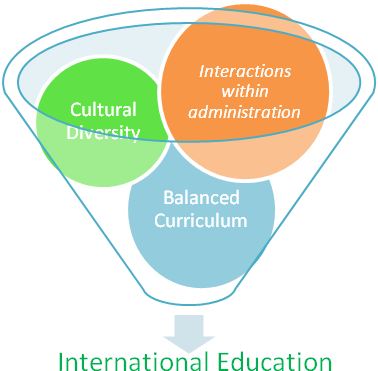 Interactions
within
administration
Cultural
Diversity
Balanced
Curriculum
International Education